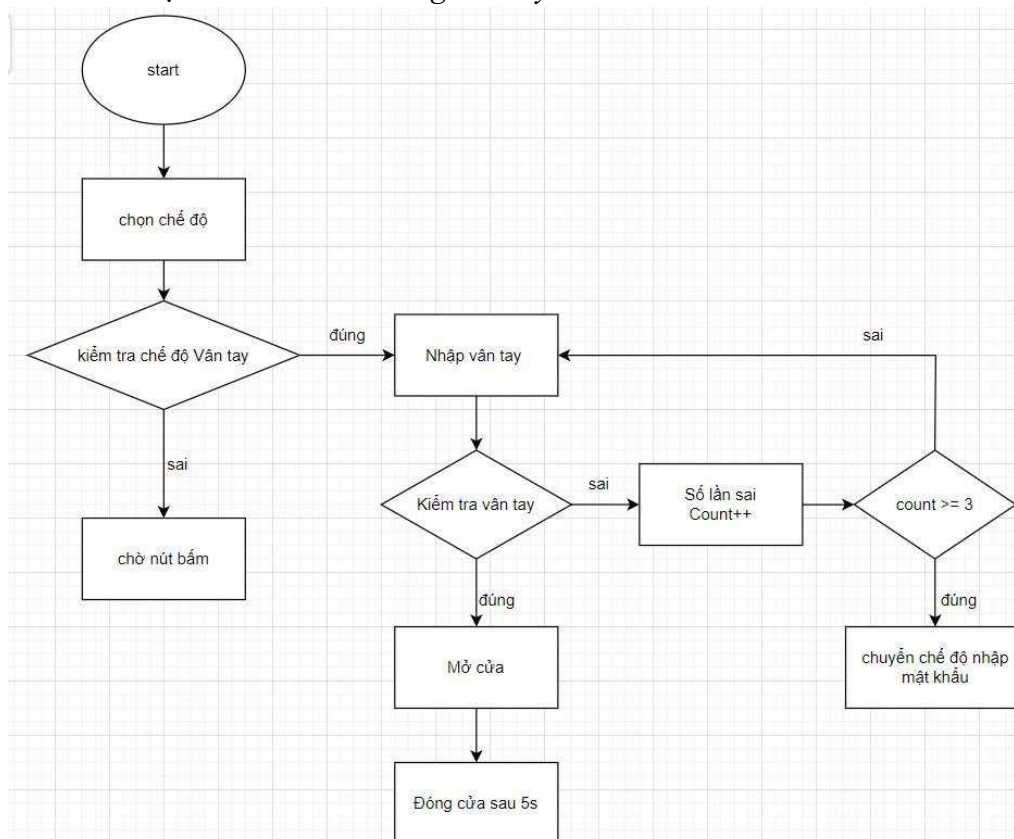 start
chọn chế độ
kiểm tra chế độ Vân tay
đúng
Nhập vân tay
sai
sai
Kiểm tra vân tay
sai
Số lần sai
Count++
count >= 3
chờ nút bấm
đúng
đúng
Mở cửa
chuyển chế độ nhập
mật khẩu
Đóng cửa sau 5s